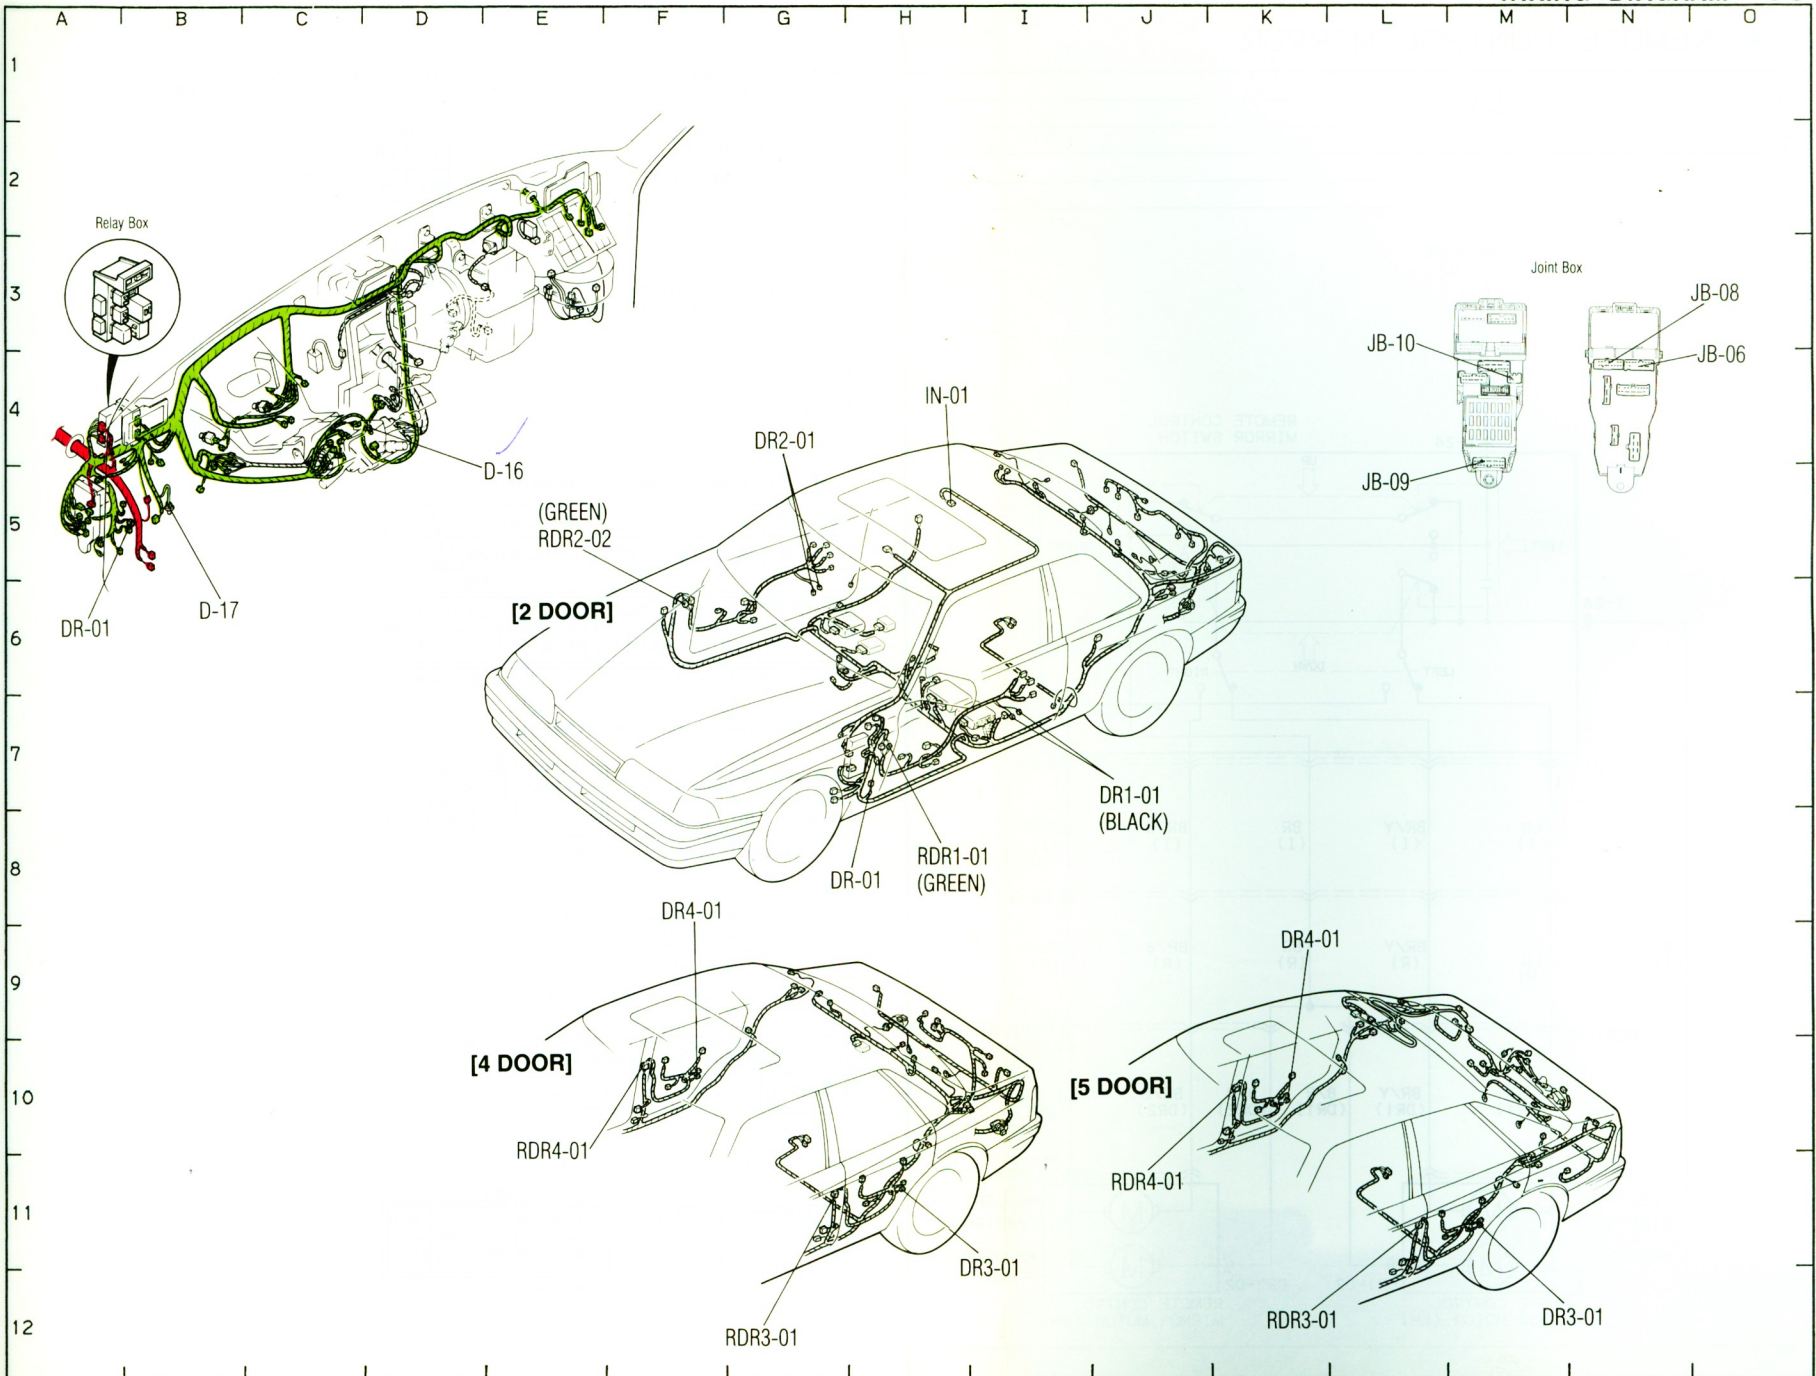 A B C D E F G H I J K L M N O
1
2
Relay Box
3
Joint Box
JB-08
JB-10
JB-06
4
IN-01
DR2-01
D-16
JB-09
5
(GREEN)
RDR2-02
[2 DOOR]
D-17
DR-01
6
7
DR1-01
(BLACK)
RDR1-01
(GREEN)
DR-01
8
DR4-01
DR4-01
9
[4 DOOR]
[5 DOOR]
10
RDR4-01
RDR4-01
11
DR3-01
RDR3-01
RDR3-01
DR3-01
12